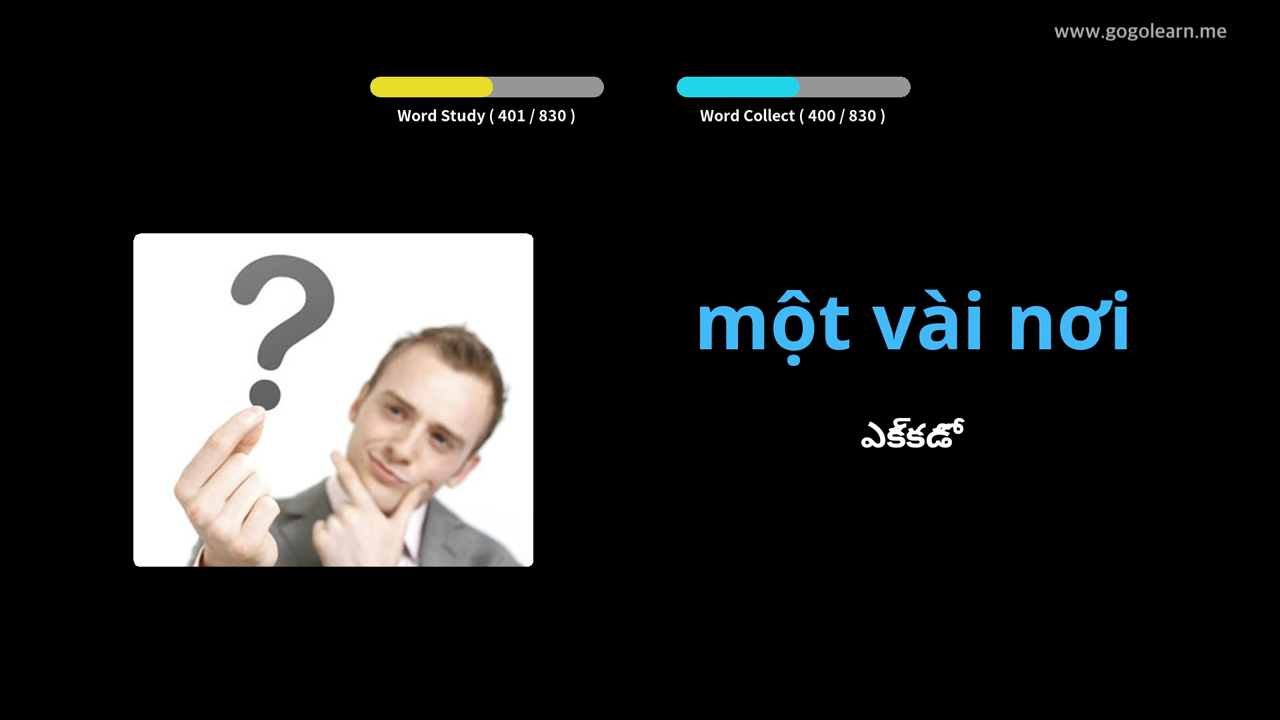 www.gogolearn.me
Word Study ( 401 / 830 )
Word Collect ( 400 / 830 )
?
một vài nơi
ఎక్కడో